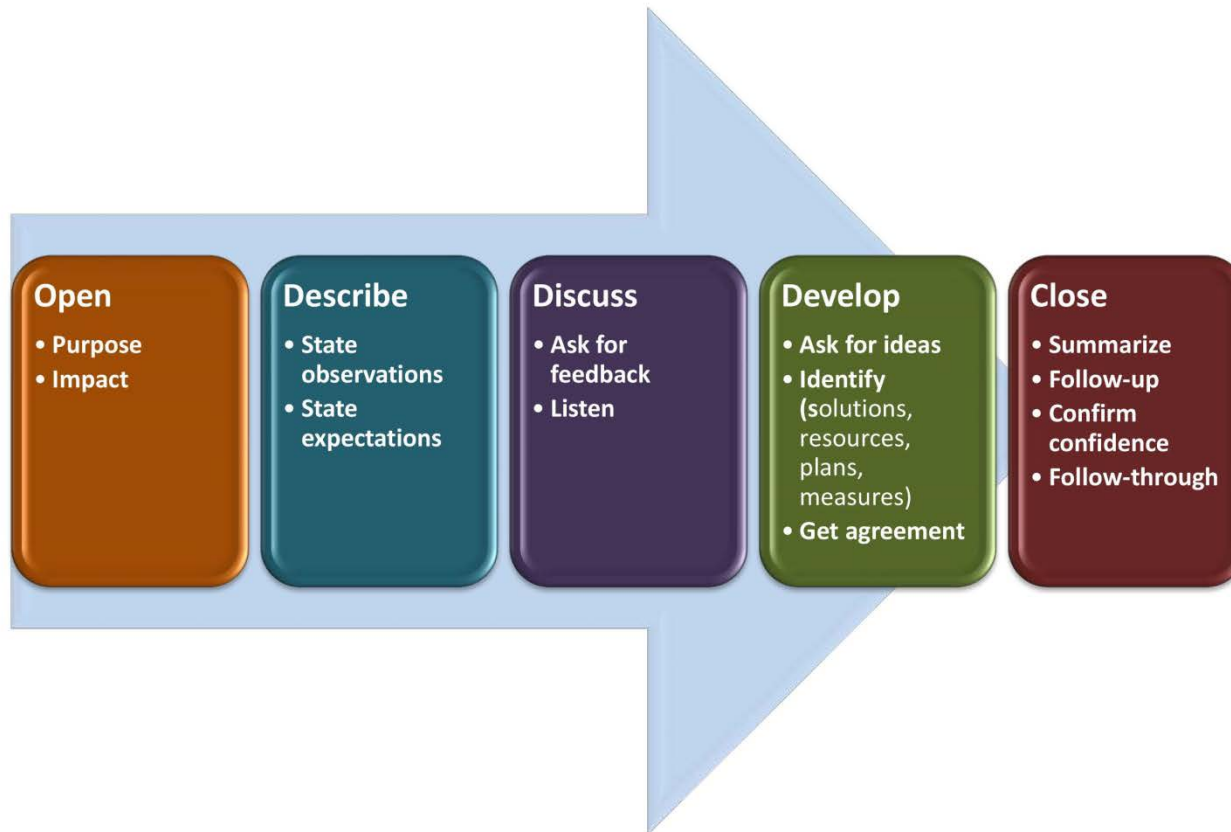 Open
• Purpose
• Impact
Describe
• State
observations
• State
expectations
Discuss
• Ask for
feedback
• Listen
Develop
• Ask for ideas
• Identify
(solutions,
resources,
plans,
measures)
• Get agreement
Close
• Summarize
• Follow-up
• Confirm
confidence
• Follow-through